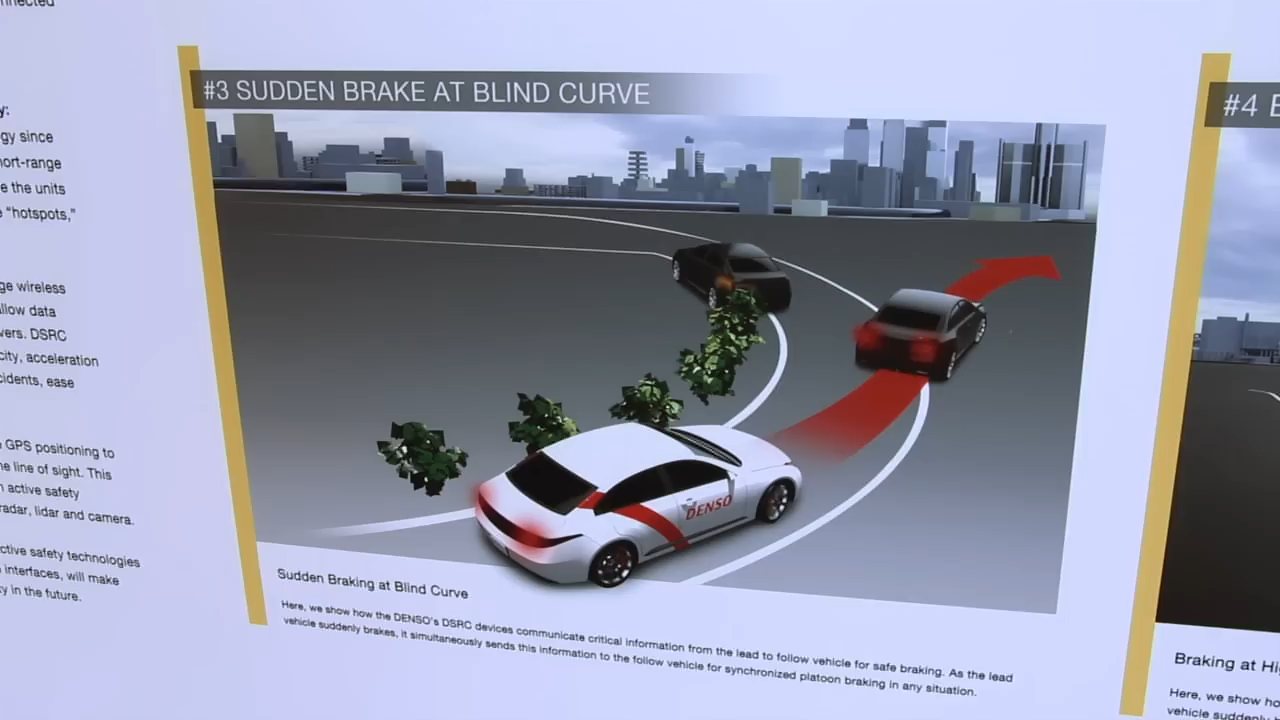 y:
gy since
hort-range
e the units
"hotspots,"
ge wireless
allow data
vers. DSRC
city, acceleration
cidents, ease
GPS positioning to
ne line of sight. This
n active safety
radar, lidar and camera.
ctive safety technologies
interfaces, will make
y in the future.
#3 SUDDEN BRAKE AT BLIND CURVE
DENSO
Sudden Braking at Blind Curve
Here, we show how the DENSO's DSRC devices communicate critical information from the lead to follow vehicle for safe braking. As the lead
vehicle suddenly brakes, it simultaneously sends this information to the follow vehicle for synchronized platoon braking in any situation.
#4
Braking at Hi
Here, we show ho
vehicle suddenly